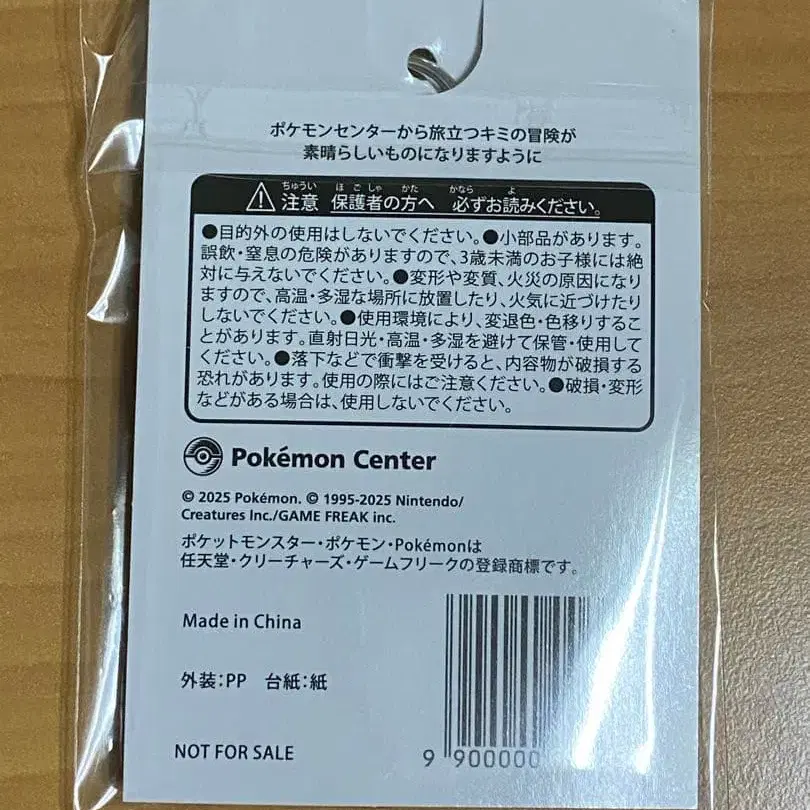 ポケモンセンターから旅立つキミの冒険が
素晴らしいものになりますように
注意 保護者の方へ 必ずお読みください。
●目的外の使用はしないでください。●小部品があります。
誤飲・窒息の危険がありますので、3歳未満のお子様には絶
対に与えないでください。●変形や変質、火災の原因になり
ますので、高温・多湿な場所に放置したり、火気に近づけたり
しないでください。●使用環境により、変退色・色移りするこ
とがあります。直射日光・高温・多湿を避けて保管・使用して
ください。●落下などで衝撃を受けると、内容物が破損する
恐れがあります。使用の際にはご注意ください。●破損・変形
などがある場合は、使用しないでください。
Pokémon Center
© 2025 Pokémon. © 1995-2025 Nintendo/
Creatures Inc./GAME FREAK inc.
ポケットモンスター・ポケモン・Pokémonは
任天堂・クリーチャーズ・ゲームフリークの登録商標です。
Made in China
外装:PP 台紙:紙
NOT FOR SALE
9 900000